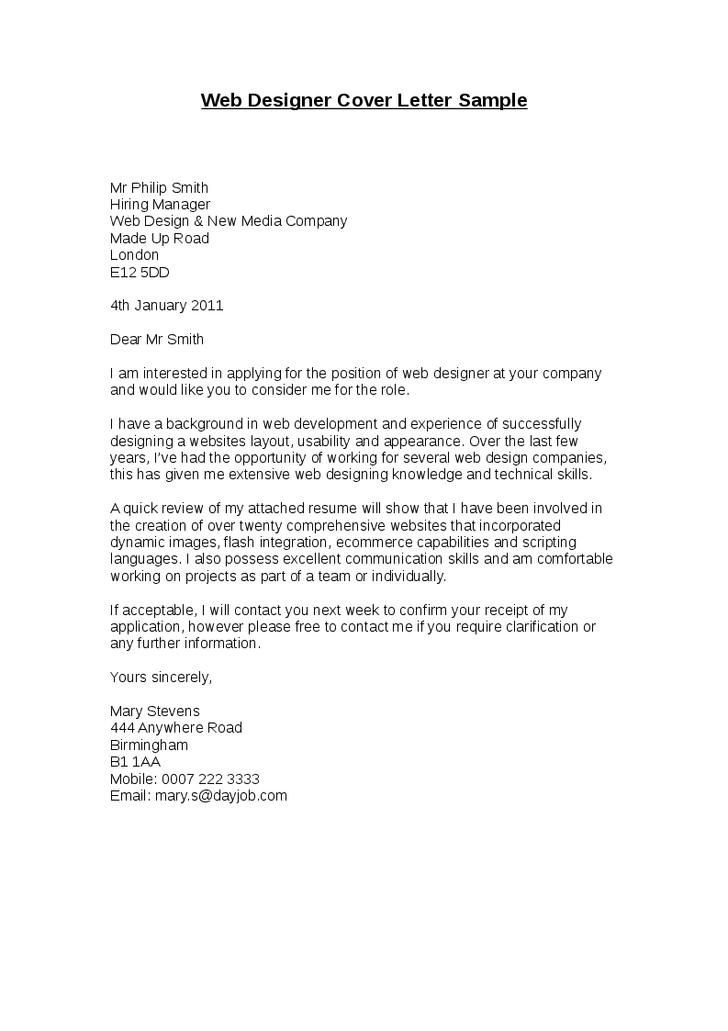 Web Designer Cover Letter Sample
Mr Philip Smith
Hiring Manager
Web Design & New Media Company
Made Up Road
London
E12 5DD
4th January 2011
Dear Mr Smith
I am interested in applying for the position of web designer at your company
and would like you to consider me for the role.
I have a background in web development and experience of successfully
designing a websites layout, usability and appearance. Over the last few
years, I've had the opportunity of working for several web design companies,
this has given me extensive web designing knowledge and technical skills.
A quick review of my attached resume will show that I have been involved in
the creation of over twenty comprehensive websites that incorporated
dynamic images, flash integration, ecommerce capabilities and scripting
languages. I also possess excellent communication skills and am comfortable
working on projects as part of a team or individually.
If acceptable, I will contact you next week to confirm your receipt of my
application, however please free to contact me if you require clarification or
any further information.
Yours sincerely,
Mary Stevens
444 Anywhere Road
Birmingham
B1 1AA
Mobile: 0007 222 3333
Email: mary.s@dayjob.com